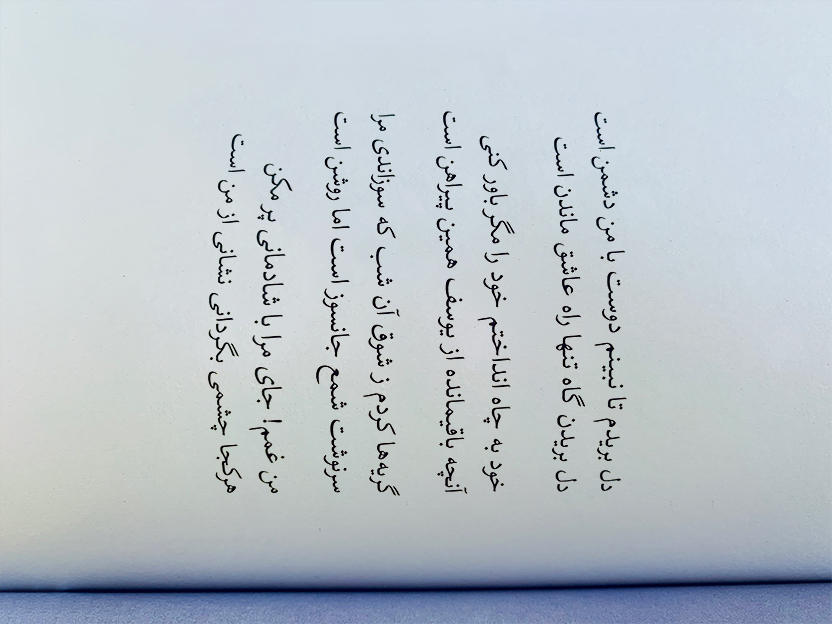 دل بریدم تا نبینم دوست با من دشمن است
دل بریدن گاه تنها راه عاشق ماندن است
خود به چاه انداختم خود را مگر باور کنی
آنچه باقیمانده از یوسف همین پیراهن است
گریه‌ها کردم ز شوق آن شب که سوزاندی مرا
سرنوشت شمع جانسوز است اما روشن است
من غمم! جای مرا با شادمانی پر مکن
هرکجا چشمی بگردانی نشانی از من است